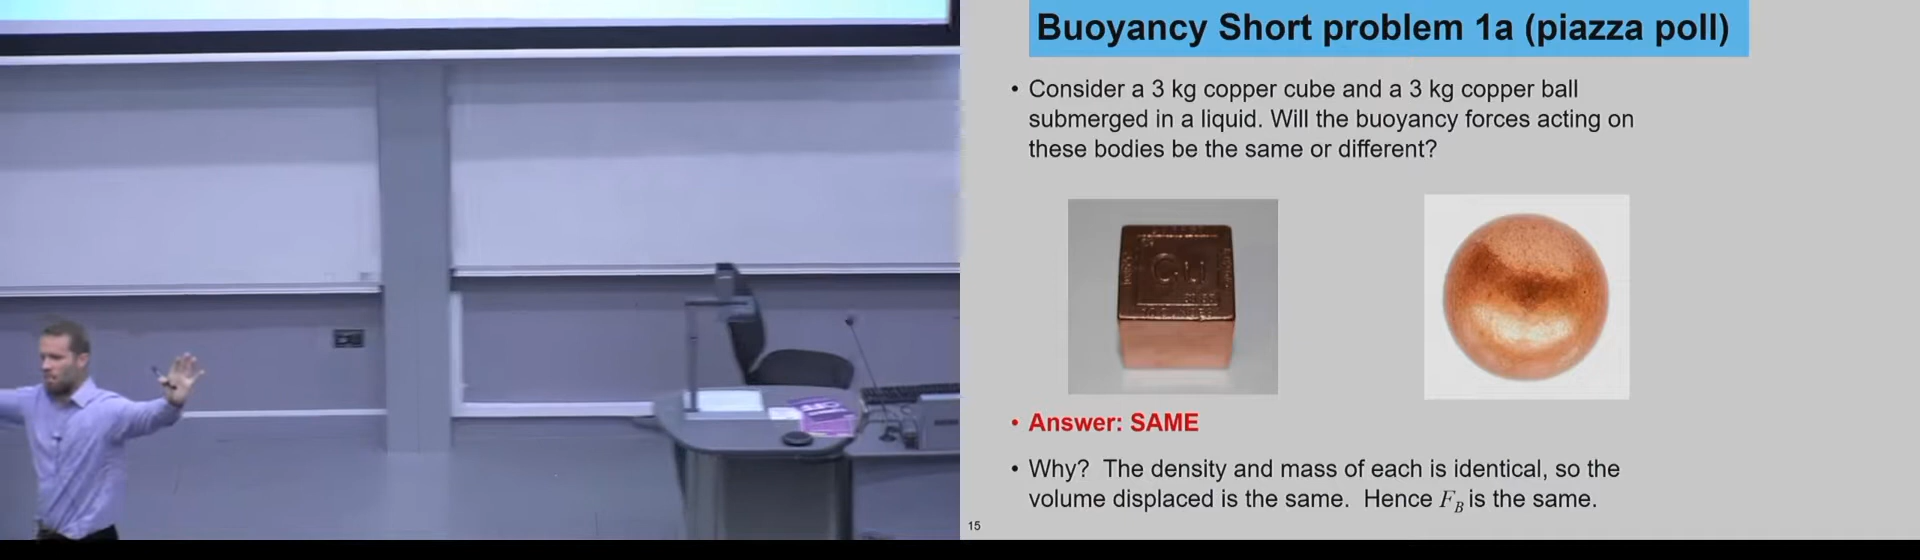 Buoyancy Short problem 1a (piazza poll)
• Consider a 3 kg copper cube and a 3 kg copper ball
submerged in a liquid. Will the buoyancy forces acting on
these bodies be the same or different?
Cu
• Answer: SAME
• Why? The density and mass of each is identical, so the
volume displaced is the same. Hence F_B is the same.
15